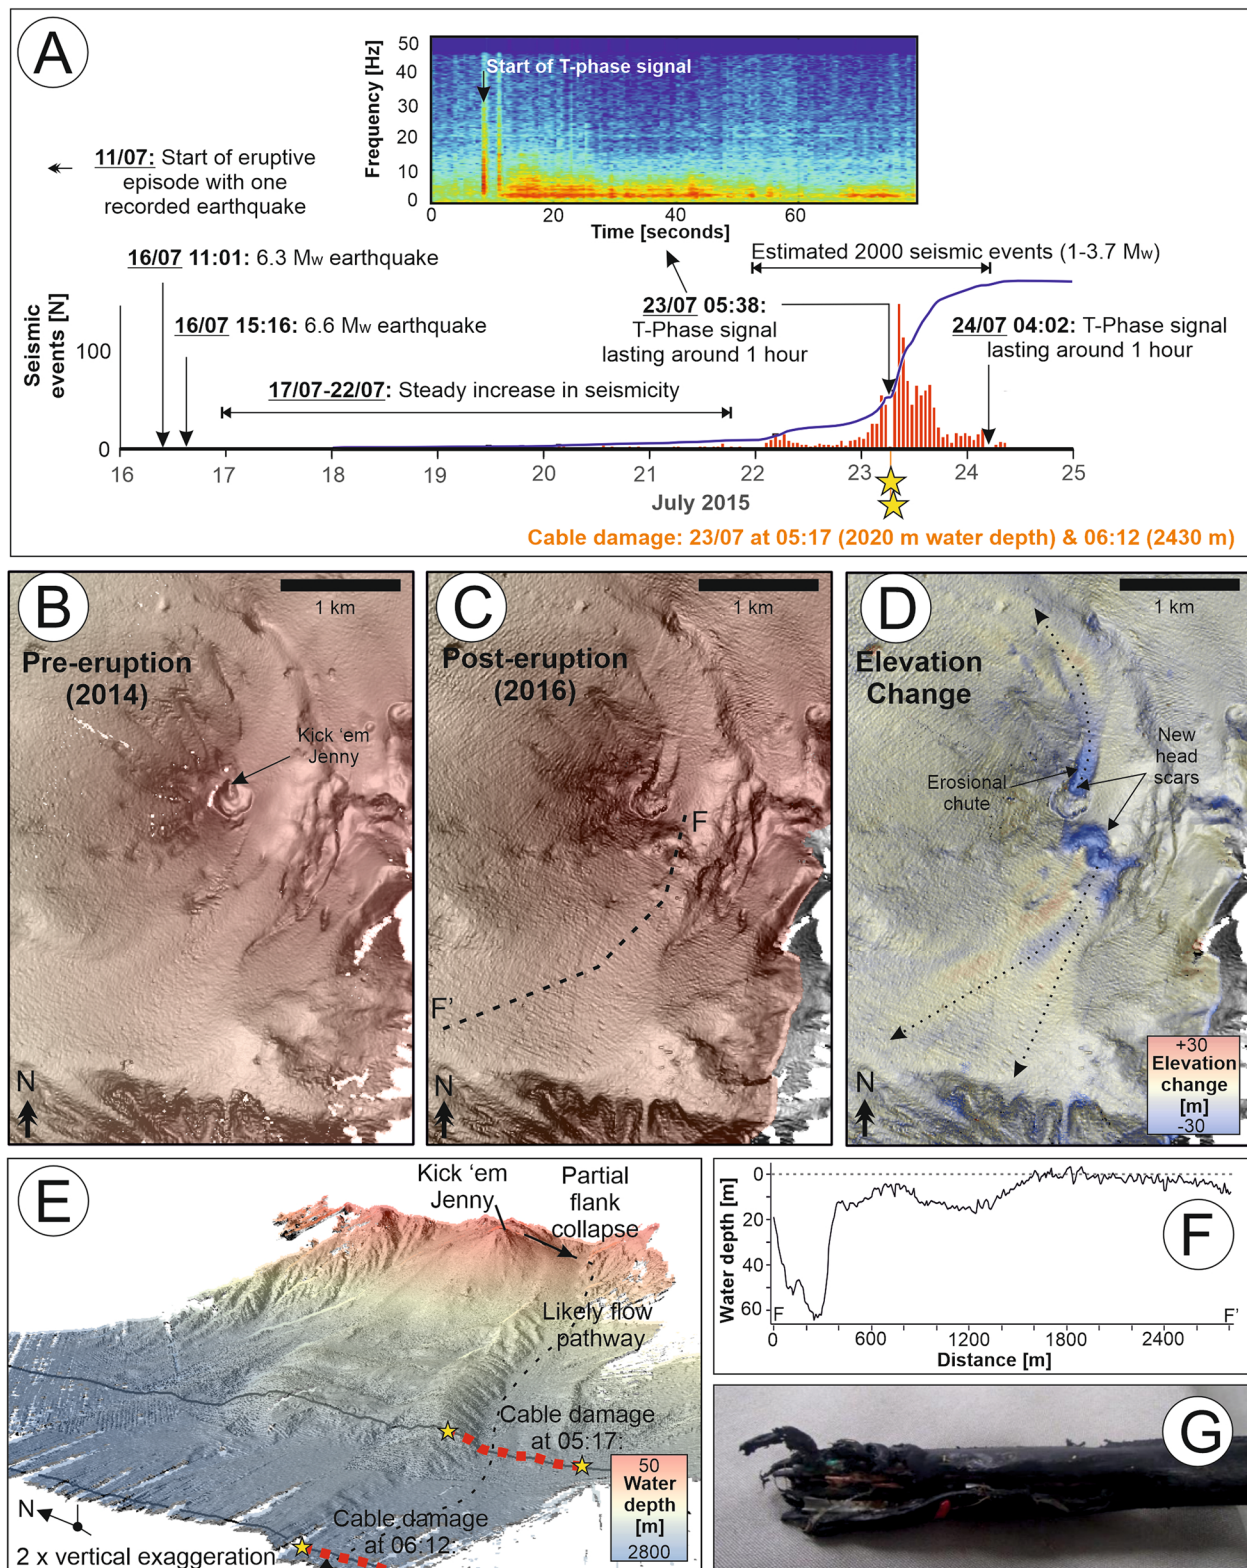 A
50
40
30
20
10
0
Frequency [Hz]
Start of T-phase signal
0
20
40
60
Time [seconds]
11/07: Start of eruptive
episode with one
recorded earthquake
16/07 11:01: 6.3 Mw earthquake
16/07 15:16: 6.6 Mw earthquake
17/07-22/07: Steady increase in seismicity
Estimated 2000 seismic events (1-3.7 Mw)
23/07 05:38:
T-Phase signal
lasting around 1 hour
24/07 04:02: T-Phase signal
lasting around 1 hour
Seismic
events [N]
100
0
16
17
18
19
20
21
22
23
24
25
July 2015
Cable damage: 23/07 at 05:17 (2020 m water depth) & 06:12 (2430 m)
B
1 km
Pre-eruption
(2014)
Kick 'em
Jenny
N
C
1 km
Post-eruption
(2016)
F
F'
N
D
1 km
Elevation
Change
New
head
scars
Erosional
chute
N
+30
Elevation
change
[m]
-30
E
Kick ‘em
Jenny
Partial
flank
collapse
Likely flow
pathway
Cable damage
at 05:17:
Cable damage
at 06:12:
N
2 x vertical exaggeration
50
Water
depth
[m]
2800
F
Water depth [m]
0
20
40
60
F
F'
0
600
1200
1800
2400
Distance [m]
G